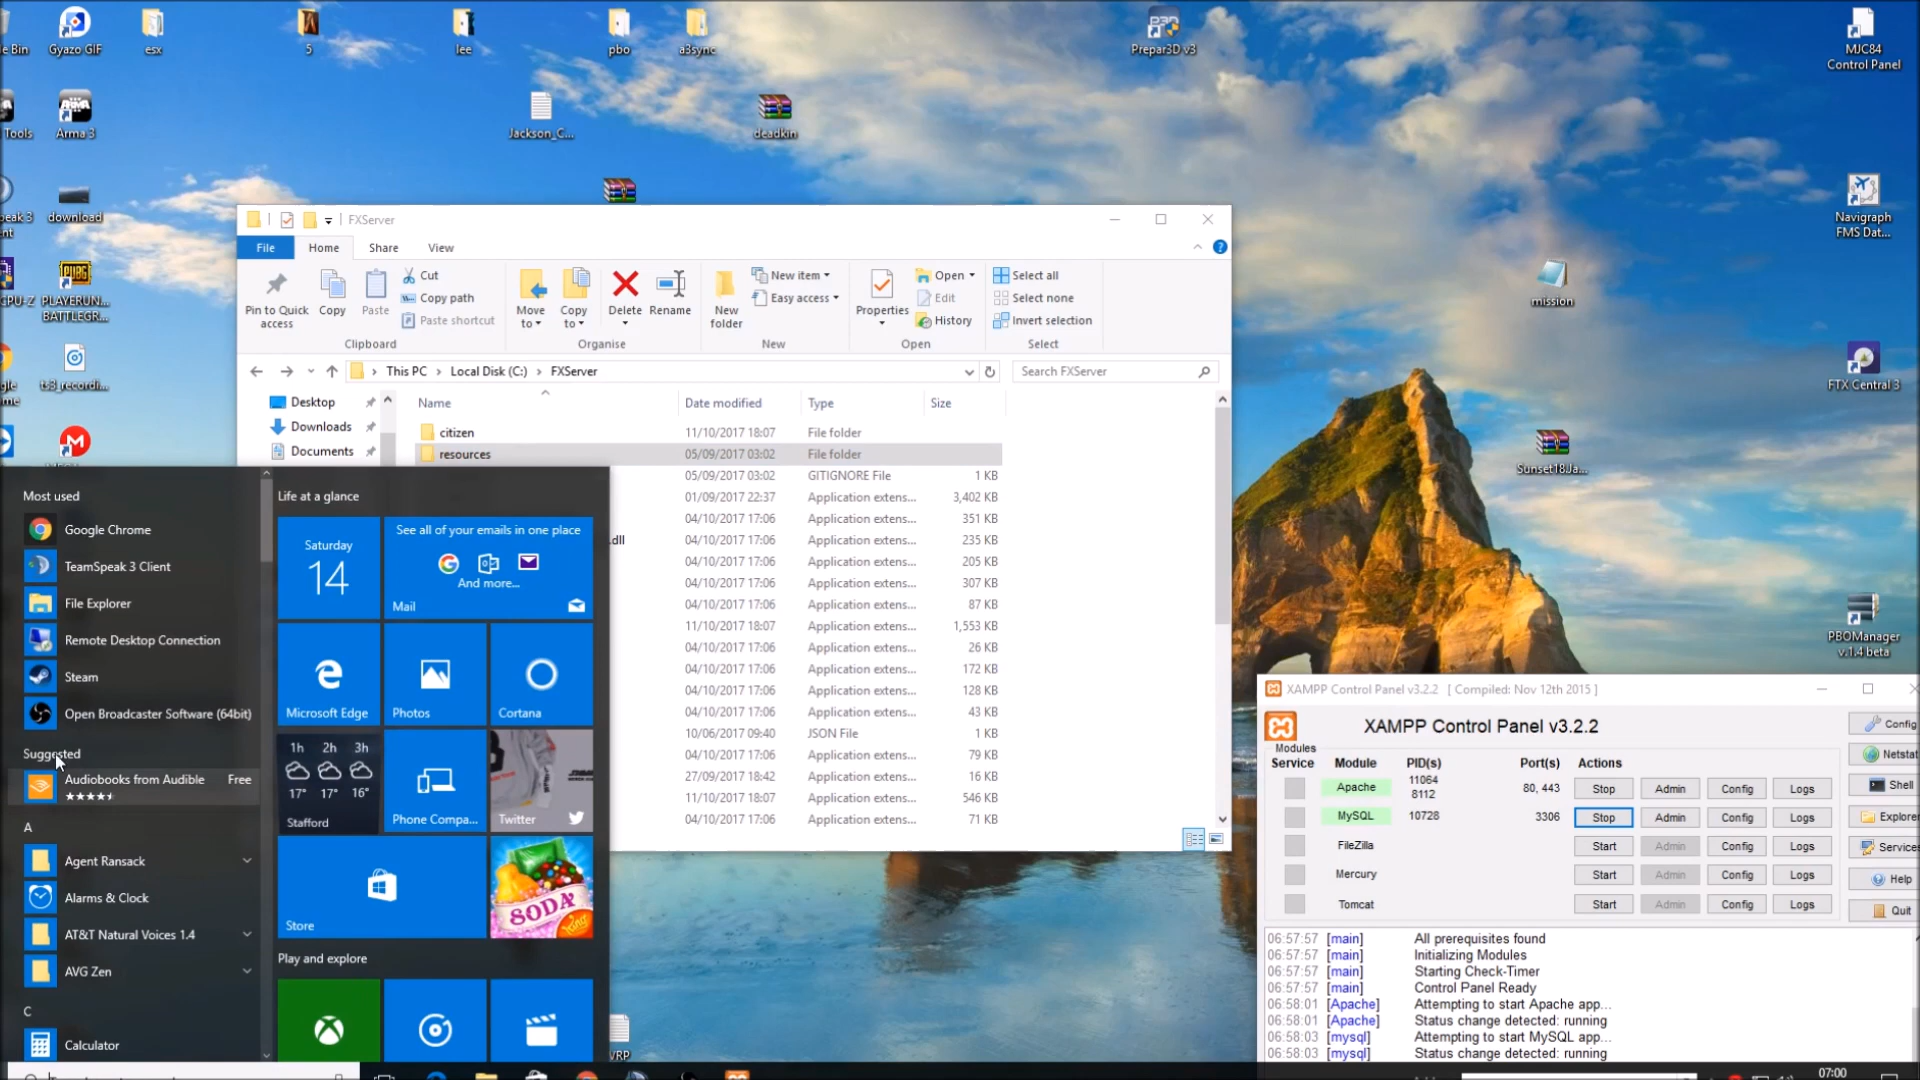 le Bin
Gyazo GIF
esx
5
lee
pbo
a3sync
Prepar3D v3
MJC84
Control Panel
Tools
Arma 3
Jackson_C...
deadkin
peak 3
nt
download
Navigraph
FMS Dat...
CPU-Z
PLAYERUN...
BATTLEGR...
mission
gle
me
ts3_recordi...
FTX Central 3
Sunset18.Ja...
PBOManager
v.1.4 beta
FXServer
File
Home
Share
View
Pin to Quick
access
Copy
Paste
Cut
Copy path
Paste shortcut
Clipboard
Move
to
Copy
to
Delete
Rename
Organise
New
folder
New item
Easy access
New
Properties
Open
Edit
History
Open
Select all
Select none
Invert selection
Select
This PC
Local Disk (C:)
FXServer
Search FXServer
Desktop
Downloads
Documents
Name
Date modified
Type
Size
citizen 11/10/2017 18:07 File folder
resources 05/09/2017 03:02 File folder
05/09/2017 03:02 GITIGNORE File 1 KB
01/09/2017 22:37 Application extens... 3,402 KB
04/10/2017 17:06 Application extens... 351 KB
.dll 04/10/2017 17:06 Application extens... 235 KB
04/10/2017 17:06 Application extens... 205 KB
04/10/2017 17:06 Application extens... 307 KB
04/10/2017 17:06 Application extens... 87 KB
11/10/2017 18:07 Application extens... 1,553 KB
04/10/2017 17:06 Application extens... 26 KB
04/10/2017 17:06 Application extens... 172 KB
04/10/2017 17:06 Application extens... 128 KB
04/10/2017 17:06 Application extens... 43 KB
10/06/2017 09:40 JSON File 1 KB
04/10/2017 17:06 Application extens... 79 KB
27/09/2017 18:42 Application extens... 16 KB
11/10/2017 18:07 Application extens... 546 KB
04/10/2017 17:06 Application extens... 71 KB
Most used
Google Chrome
TeamSpeak 3 Client
File Explorer
Remote Desktop Connection
Steam
Open Broadcaster Software (64bit)
Suggested
Audiobooks from Audible Free
A
Agent Ransack
Alarms & Clock
AT&T Natural Voices 1.4
AVG Zen
C
Calculator
Life at a glance
Saturday
14
See all of your emails in one place
And more...
Mail
Microsoft Edge
Photos
Cortana
1h 2h 3h
17° 17° 16°
Stafford
Phone Compa...
Twitter
Store
SODA
Play and explore
VRP
XAMPP Control Panel v3.2.2 [ Compiled: Nov 12th 2015 ]
XAMPP Control Panel v3.2.2
Modules
Service Module PID(s) Port(s) Actions
Apache 11064
8112 80, 443 Stop Admin Config Logs
MySQL 10728 3306 Stop Admin Config Logs
FileZilla Start Admin Config Logs
Mercury Start Admin Config Logs
Tomcat Start Admin Config Logs
Config
Netstat
Shell
Explorer
Services
Help
Quit
06:57:57 [main] All prerequisites found
06:57:57 [main] Initializing Modules
06:57:57 [main] Starting Check-Timer
06:57:57 [main] Control Panel Ready
06:58:01 [Apache] Attempting to start Apache app...
06:58:01 [Apache] Status change detected: running
06:58:03 [mysql] Attempting to start MySQL app...
06:58:03 [mysql] Status change detected: running
07:00